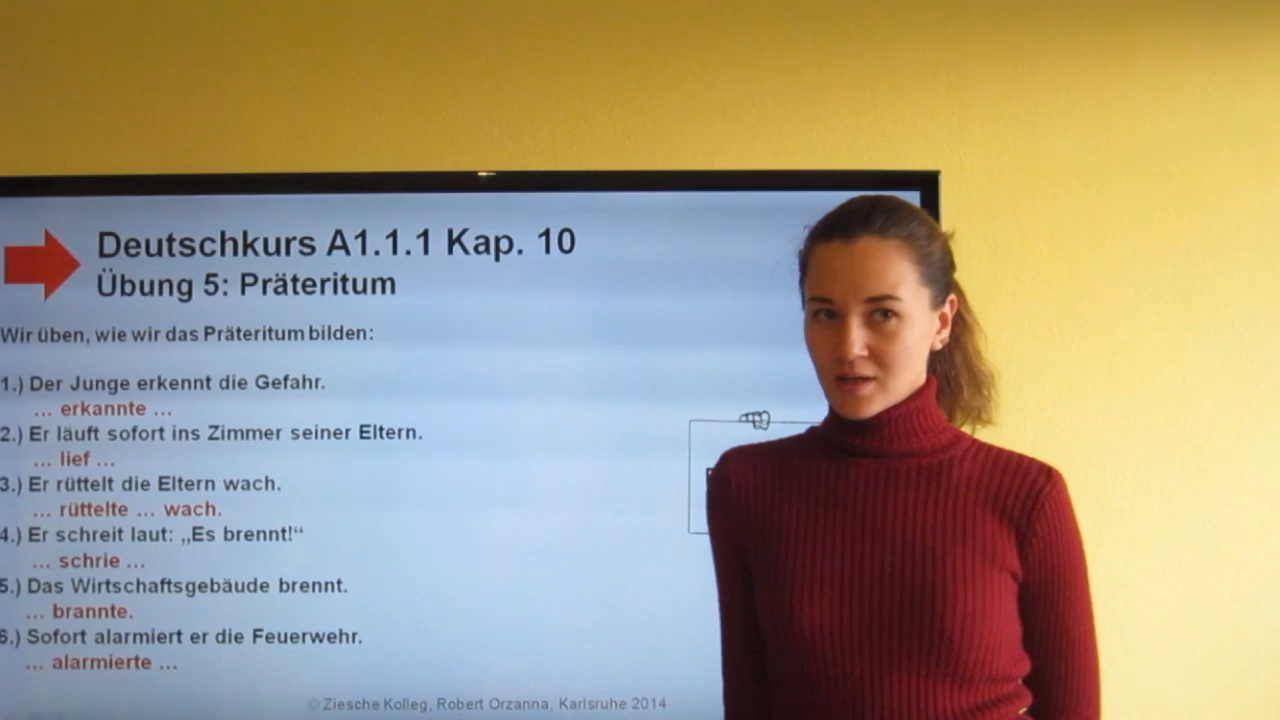 Deutschkurs A1.1.1 Kap. 10
Übung 5: Präteritum
Wir üben, wie wir das Präteritum bilden:
1.) Der Junge erkennt die Gefahr.
... erkannte ...
2.) Er läuft sofort ins Zimmer seiner Eltern.
... lief ...
3.) Er rüttelt die Eltern wach.
... rüttelte ... wach.
4.) Er schreit laut: „Es brennt!“
... schrie ...
5.) Das Wirtschaftsgebäude brennt.
... brannte.
6.) Sofort alarmiert er die Feuerwehr.
... alarmierte ...
© Ziesche Kolleg, Robert Orzanna, Karlsruhe 2014